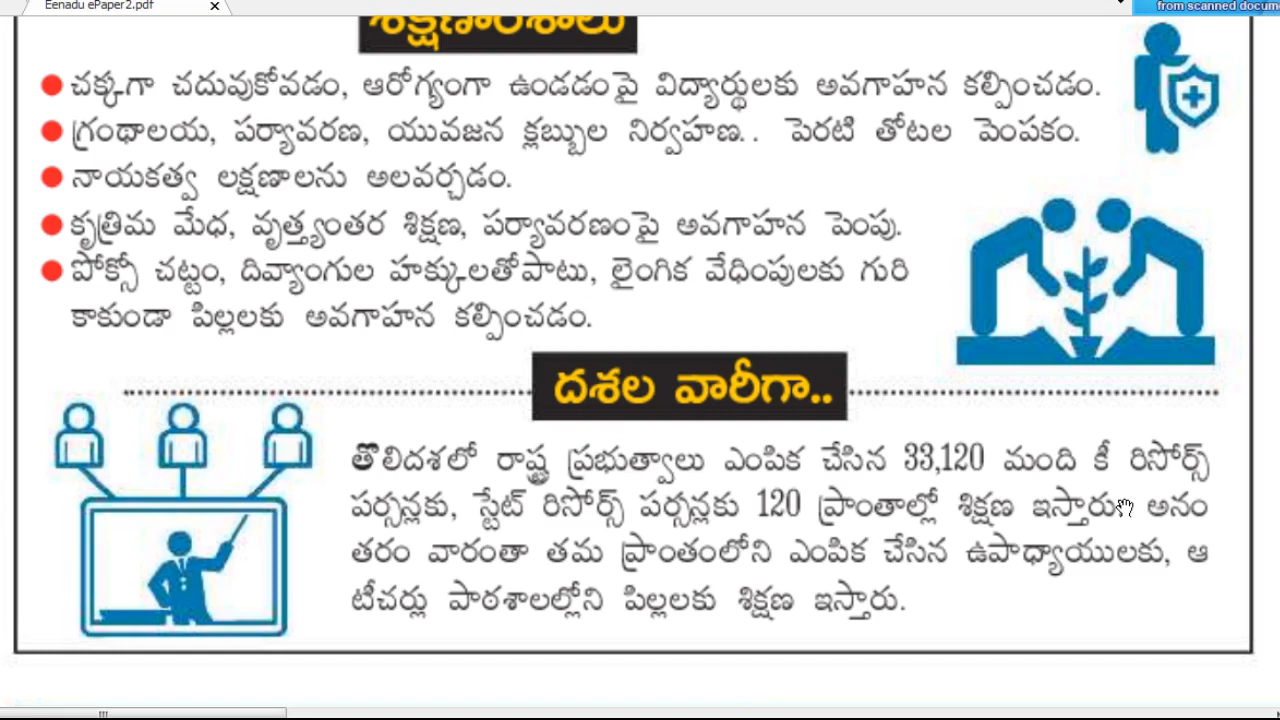 Eenadu ePaper2.pdf
from scanned docum
శిక్షణాంశాలు
చక్కగా చదువుకోవడం, ఆరోగ్యంగా ఉండడంపై విద్యార్థులకు అవగాహన కల్పించడం.
గ్రంథాలయ, పర్యావరణ, యువజన క్లబ్బుల నిర్వహణ.. పెరటి తోటల పెంపకం.
నాయకత్వ లక్షణాలను అలవర్చడం.
కృత్రిమ మేధ, వృత్త్యంతర శిక్షణ, పర్యావరణంపై అవగాహన పెంపు.
పోక్సో చట్టం, దివ్యాంగుల హక్కులతోపాటు, లైంగిక వేధింపులకు గురి
కాకుండా పిల్లలకు అవగాహన కల్పించడం.
దశల వారీగా..
తొలిదశలో రాష్ట్ర ప్రభుత్వాలు ఎంపిక చేసిన 33,120 మంది కీ రిసోర్స్
పర్సన్లకు, స్టేట్ రిసోర్స్ పర్సన్లకు 120 ప్రాంతాల్లో శిక్షణ ఇస్తారు. అనం
తరం వారంతా తమ ప్రాంతంలోని ఎంపిక చేసిన ఉపాధ్యాయులకు, ఆ
టీచర్లు పాఠశాలల్లోని పిల్లలకు శిక్షణ ఇస్తారు.